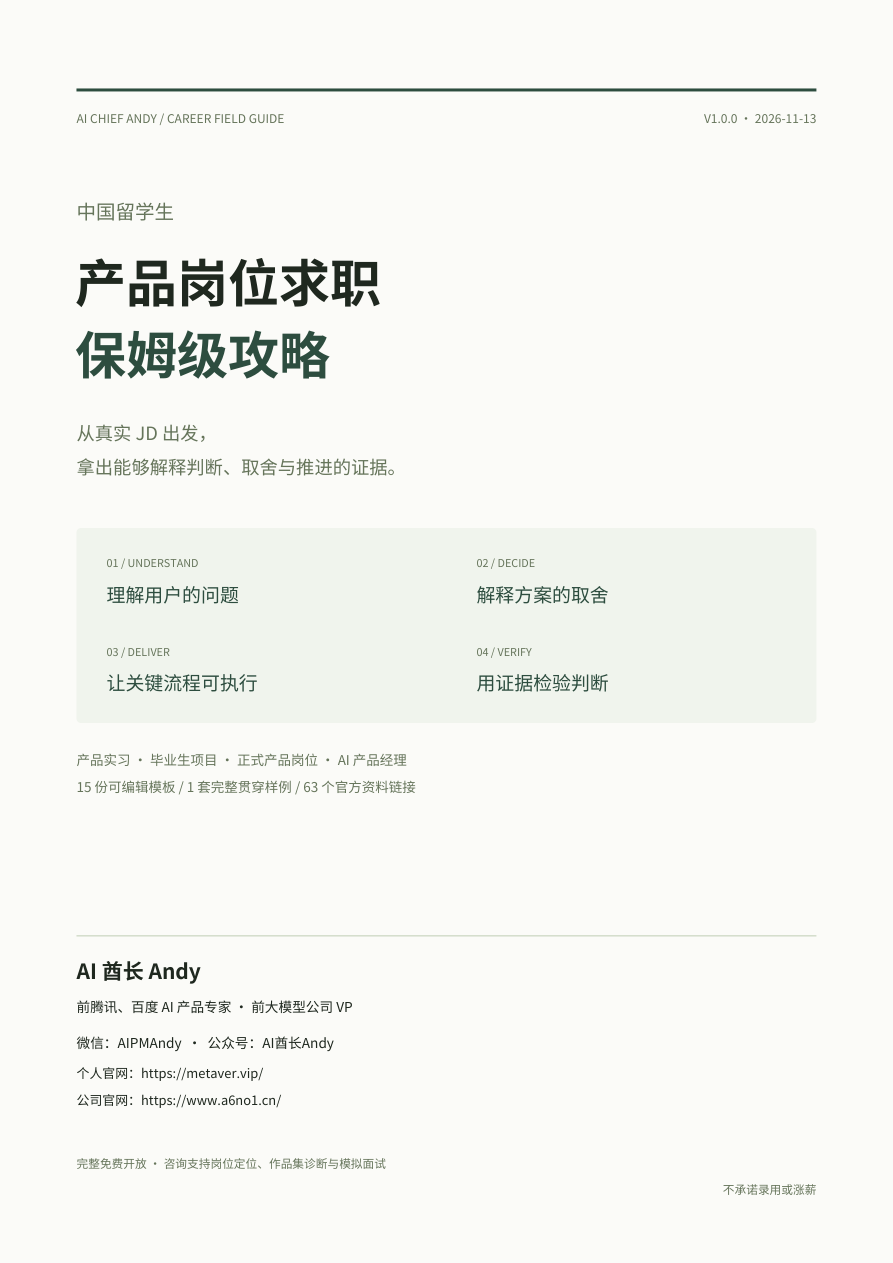 AI CHIEF ANDY / CAREER FIELD GUIDE
V1.0.0 · 2026-11-13
中国留学生
产品岗位求职
保姆级攻略
从真实 JD 出发，
拿出能够解释判断、取舍与推进的证据。
01 / UNDERSTAND
理解用户的问题
02 / DECIDE
解释方案的取舍
03 / DELIVER
让关键流程可执行
04 / VERIFY
用证据检验判断
产品实习 · 毕业生项目 · 正式产品岗位 · AI 产品经理
15 份可编辑模板 / 1 套完整贯穿样例 / 63 个官方资料链接
AI 酋长 Andy
前腾讯、百度 AI 产品专家 · 前大模型公司 VP
微信：AIPMAndy · 公众号：AI酋长Andy
个人官网：https://metaver.vip/
公司官网：https://www.a6no1.cn/
完整免费开放 · 咨询支持岗位定位、作品集诊断与模拟面试
不承诺录用或涨薪